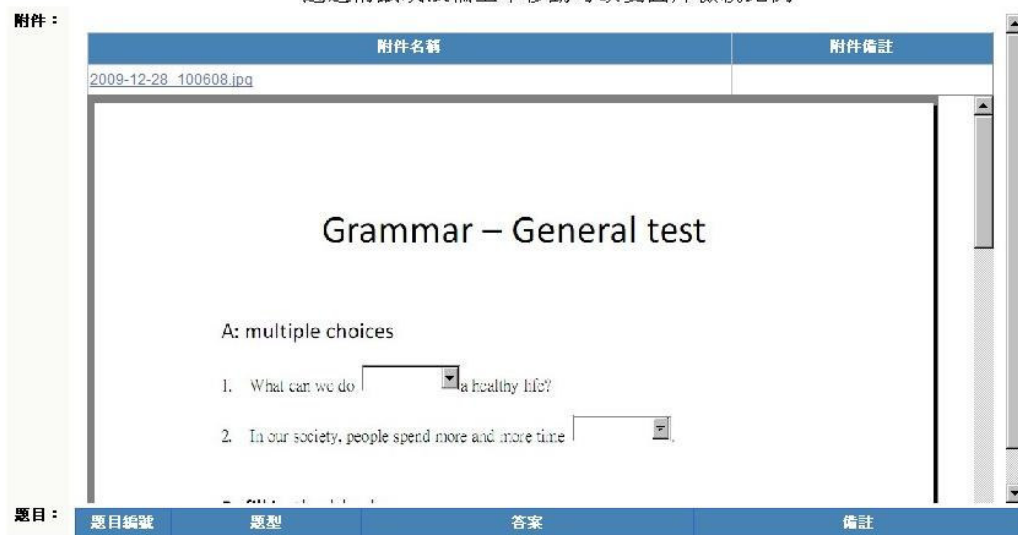 附件：
附件名稱 附件備註
2009-12-28_100608.jpg
Grammar – General test
A: multiple choices
1. What can we do a healthy life?
2. In our society, people spend more and more time .
題目：
題目編號 題型 答案 備註